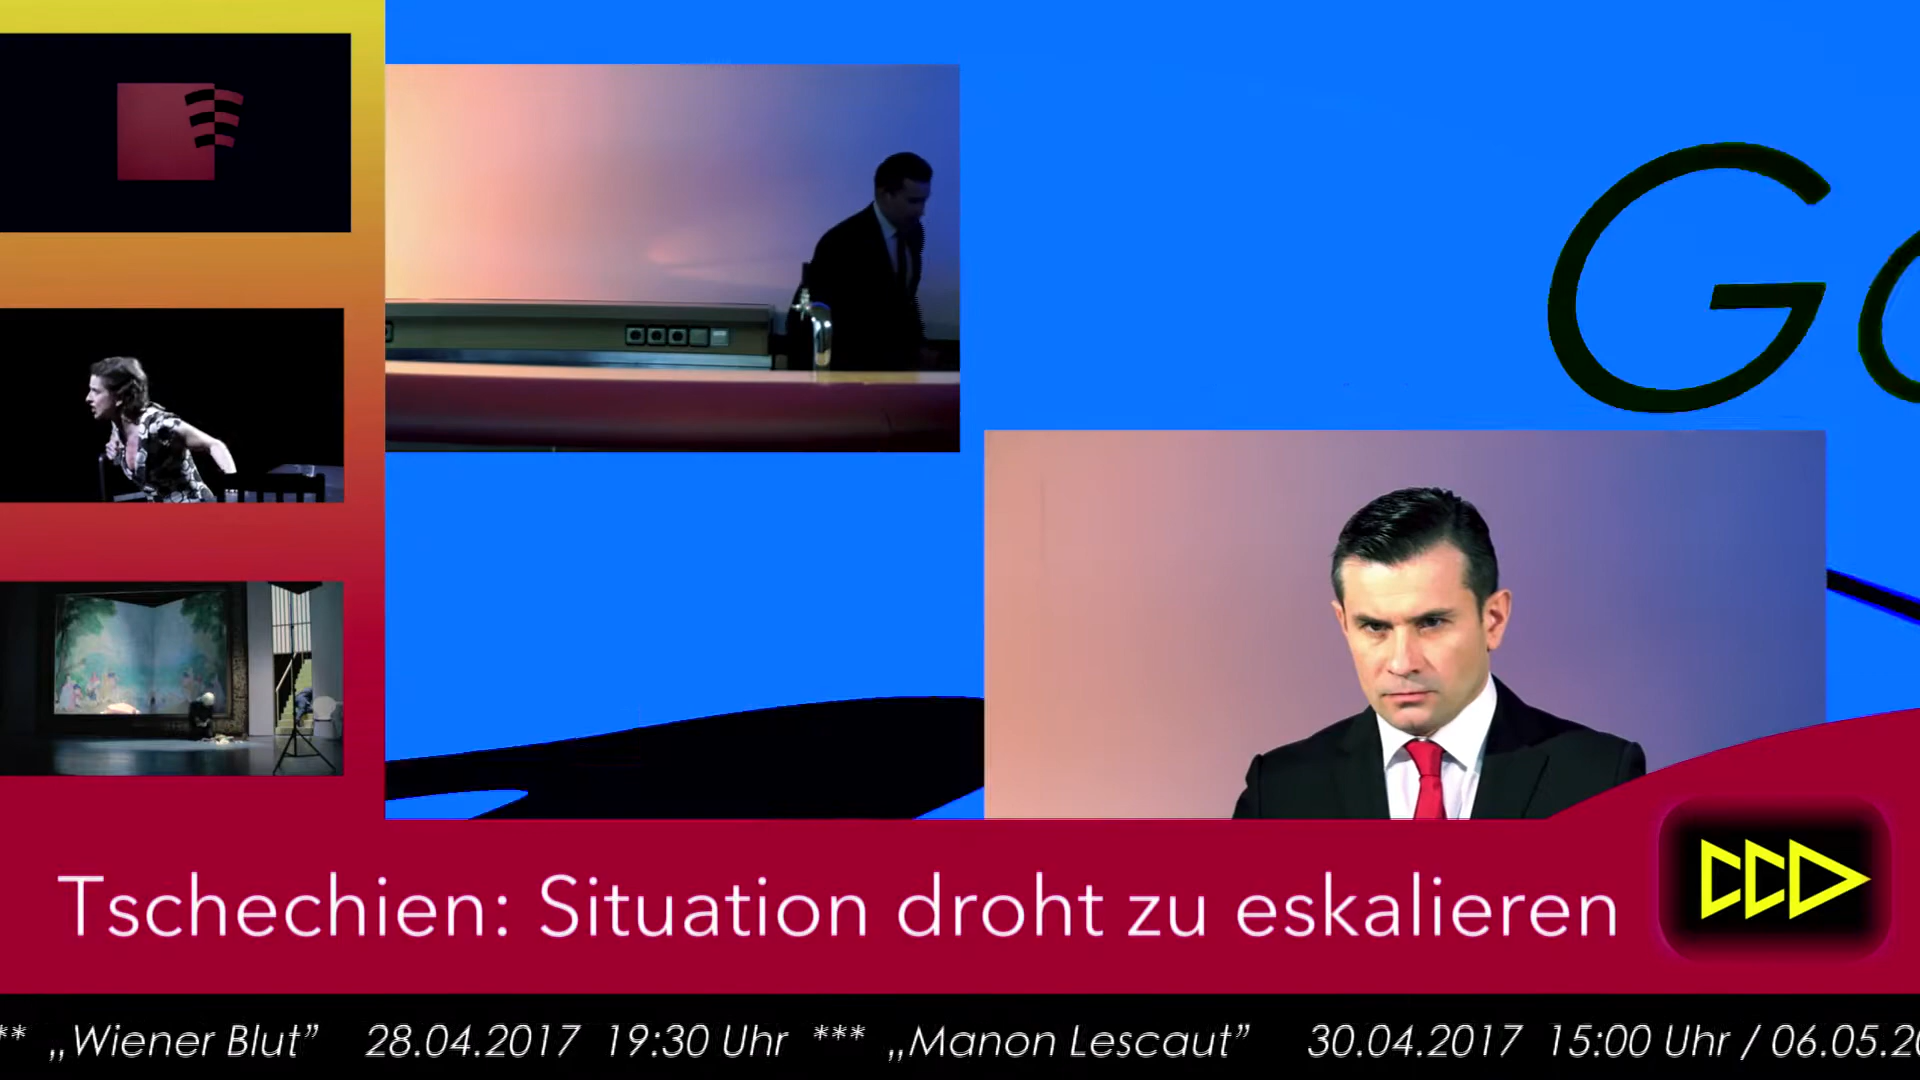 Tschechien: Situation droht zu eskalieren
** „Wiener Blut” 28.04.2017 19:30 Uhr *** „Manon Lescaut” 30.04.2017 15:00 Uhr / 06.05.20